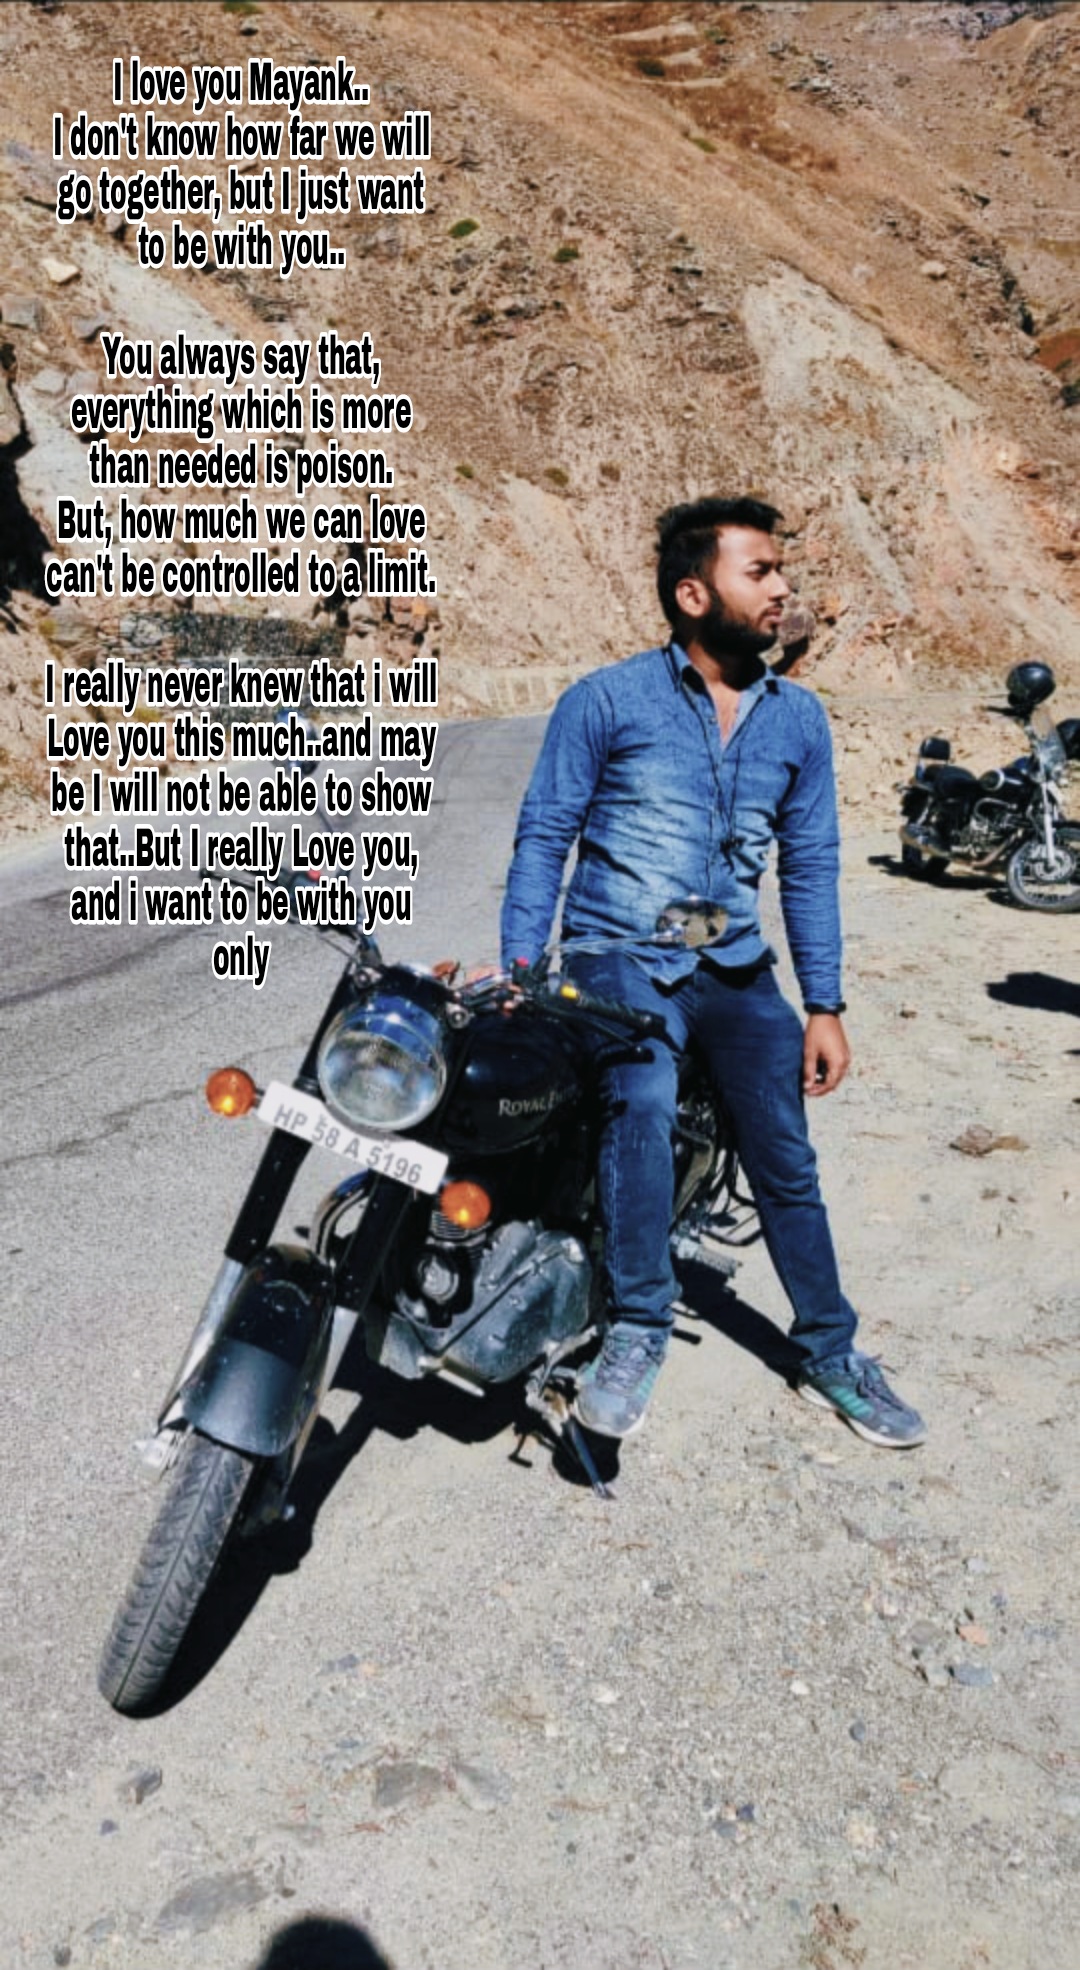 I love you Mayank..
I don't know how far we will
go together, but I just want
to be with you..
You always say that,
everything which is more
than needed is poison.
But, how much we can love
can't be controlled to a limit.
I really never knew that i will
Love you this much..and may
be I will not be able to show
that..But I really Love you,
and i want to be with you
only
ROYAL
HP 58 A 5196